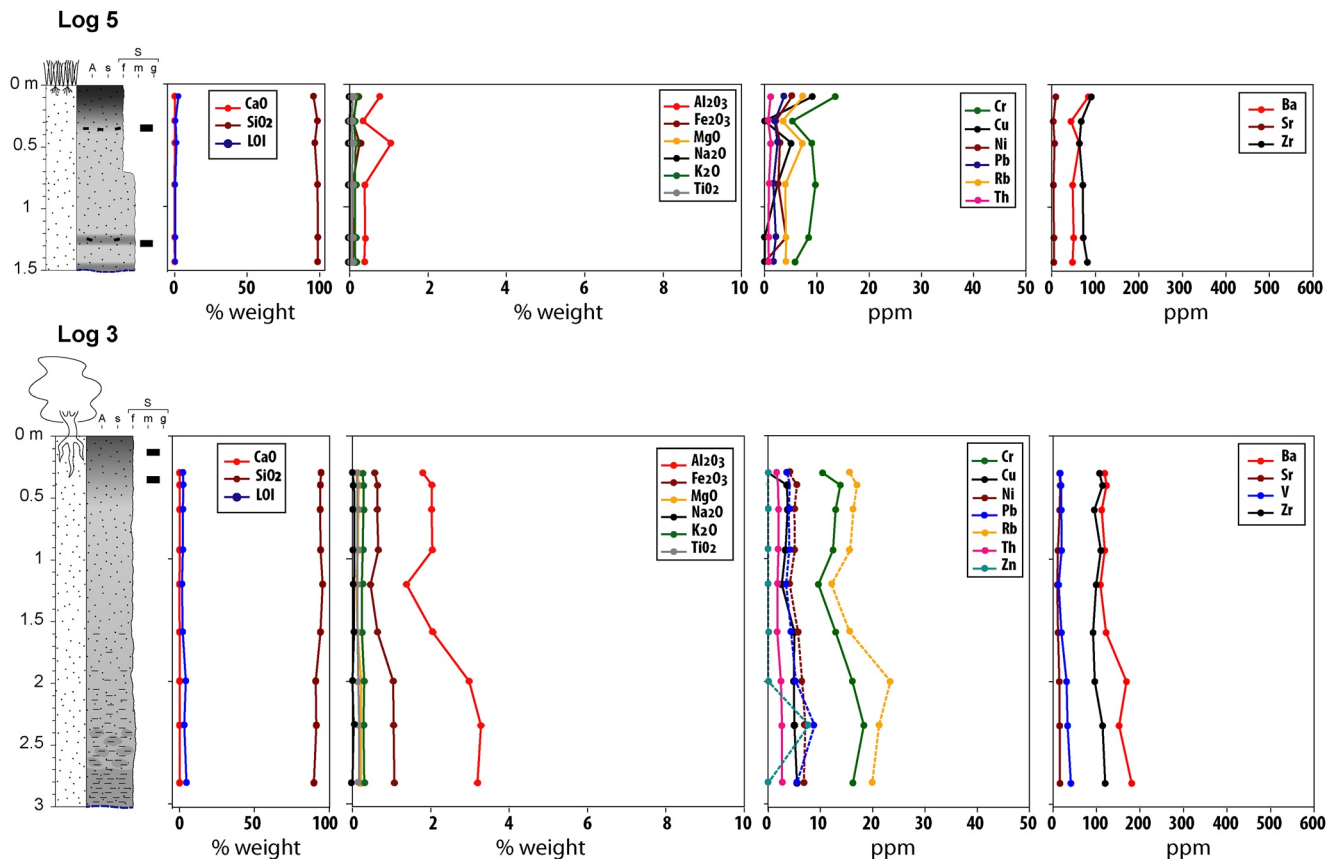 Log 5
S
A s f m g
0 m
0.5
1
1.5
CaO
SiO2
LOI
0 100
% weight
Al2O3
Fe2O3
MgO
Na2O
K2O
TiO2
0 2 4 6 8 10
% weight
Cr
Cu
Ni
Pb
Rb
Th
0 10 20 30 40 50
ppm
Ba
Sr
Zr
0 100 200 300 400 500 600
ppm
Log 3
S
A s f m g
0 m
0.5
1
1.5
2
2.5
3
CaO
SiO2
LOI
0 100
% weight
Al2O3
Fe2O3
MgO
Na2O
K2O
TiO2
0 2 4 6 8 10
% weight
Cr
Cu
Ni
Pb
Rb
Th
Zn
0 10 20 30 40 50
ppm
Ba
Sr
V
Zr
0 100 200 300 400 500 600
ppm